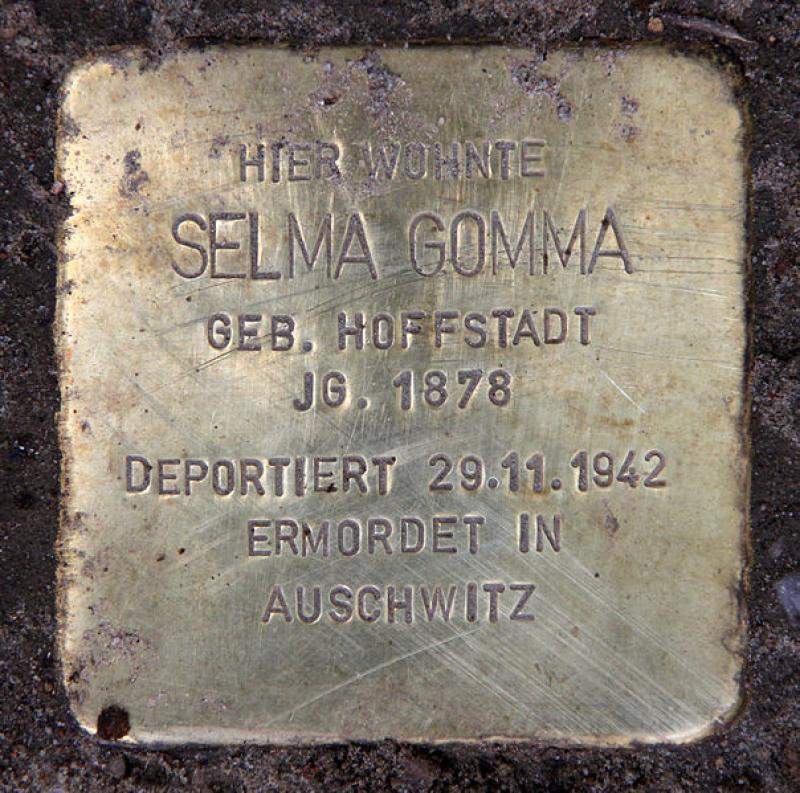 HIER WOHNTE
SELMA GOMMA
GEB. HOFFSTADT
JG. 1878
DEPORTIERT 29.11.1942
ERMORDET IN
AUSCHWITZ